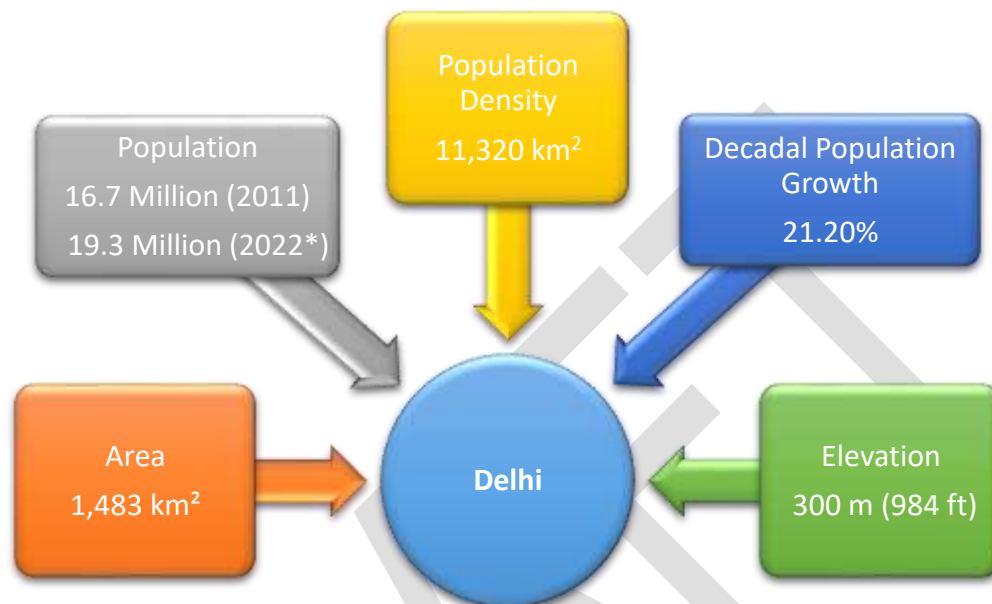 Population
Density
11,320 km²
Population
16.7 Million (2011)
19.3 Million (2022*)
Decadal Population
Growth
21.20%
Area
1,483 km²
Delhi
Elevation
300 m (984 ft)